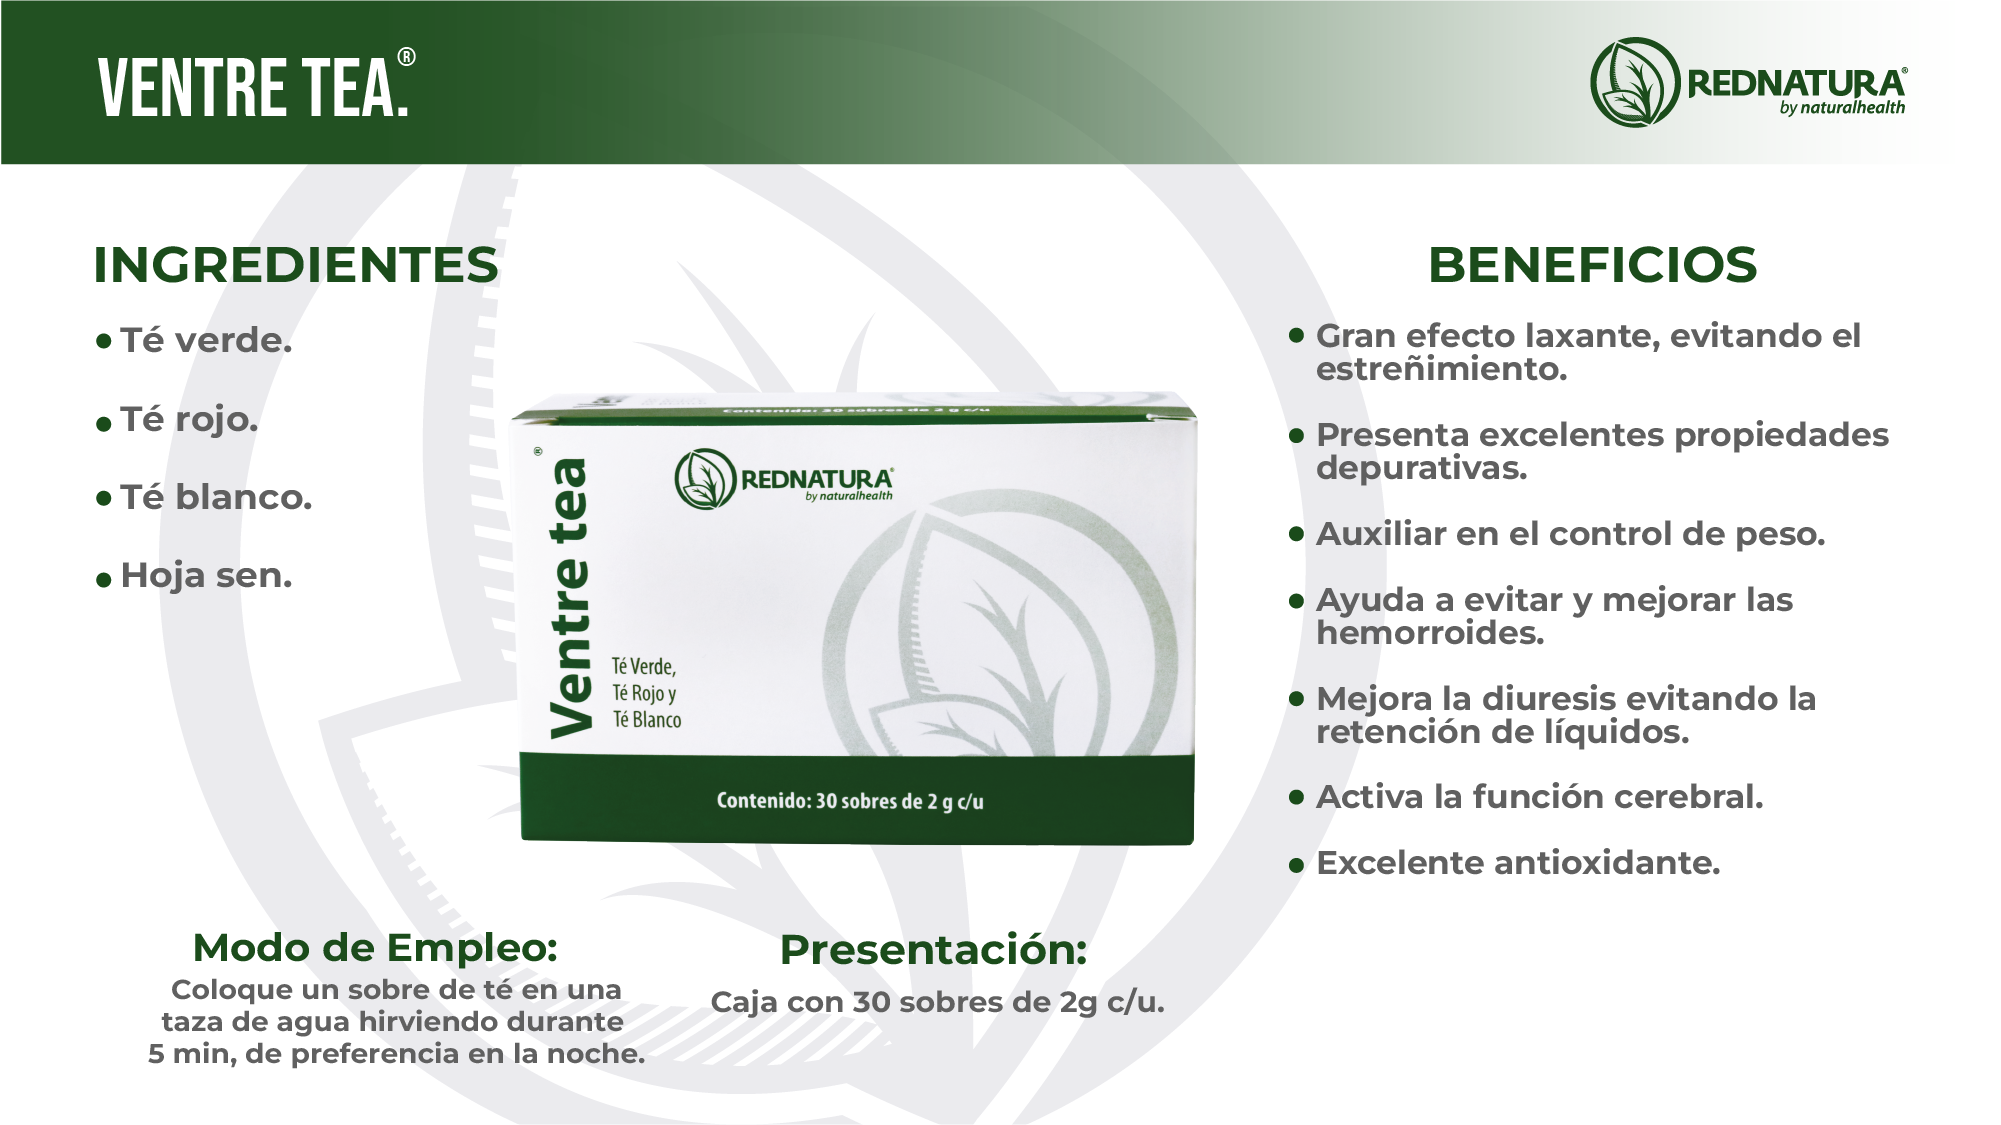 VENTRE TEA.®
REDNATURA®
by naturalhealth
INGREDIENTES
• Té verde.
• Té rojo.
• Té blanco.
• Hoja sen.
Contenido: 30 sobres de 2 g c/u
Ventre tea®
REDNATURA®
by naturalhealth
Té Verde,
Té Rojo y
Té Blanco
Contenido: 30 sobres de 2 g c/u
BENEFICIOS
• Gran efecto laxante, evitando el
estreñimiento.
• Presenta excelentes propiedades
depurativas.
• Auxiliar en el control de peso.
• Ayuda a evitar y mejorar las
hemorroides.
• Mejora la diuresis evitando la
retención de líquidos.
• Activa la función cerebral.
• Excelente antioxidante.
Modo de Empleo:
Coloque un sobre de té en una
taza de agua hirviendo durante
5 min, de preferencia en la noche.
Presentación:
Caja con 30 sobres de 2g c/u.